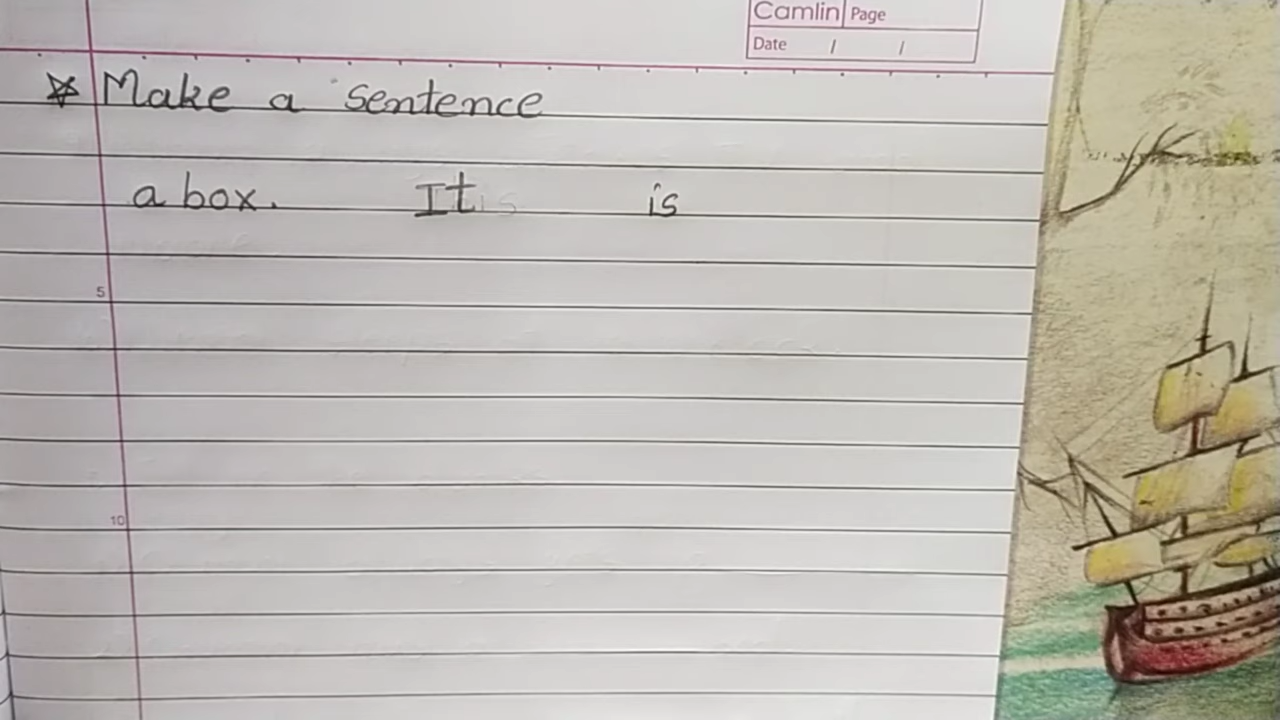 Camlin Page
Date / /
☆ Make a sentence
a box. It is
5
10